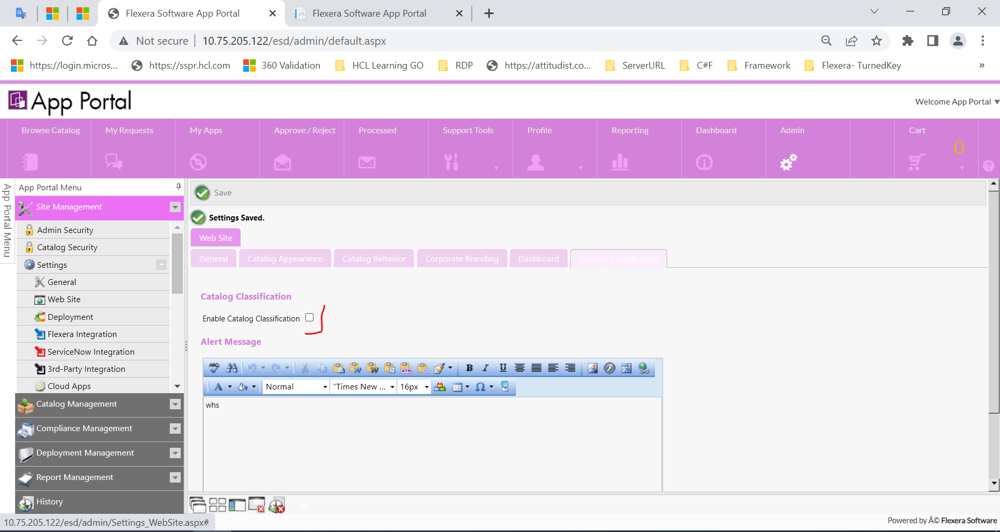 Flexera Software App Portal
Flexera Software App Portal
Not secure | 10.75.205.122/esd/admin/default.aspx
https://login.micros... https://sspr.hcl.com 360 Validation HCL Learning GO RDP https://attitudist.co... ServerURL C#F Framework Flexera- TurnedKey »
App Portal
Welcome App Portal
Browse Catalog My Requests My Apps Approve / Reject Processed Support Tools Profile Reporting Dashboard Admin Cart
0
App Portal Menu
App Portal Menu
Site Management
Admin Security
Catalog Security
Settings
General
Web Site
Deployment
Flexera Integration
ServiceNow Integration
3rd-Party Integration
Cloud Apps
Catalog Management
Compliance Management
Deployment Management
Report Management
History
Save
Settings Saved.
Web Site
General Catalog Appearance Catalog Behavior Corporate Branding Dashboard Catalog Classification
Catalog Classification
Enable Catalog Classification
Alert Message
ABC HTML B I U
A Normal "Times New ... 16px Ω
whs
10.75.205.122/esd/admin/Settings_WebSite.aspx#
Powered by Â© Flexera Software